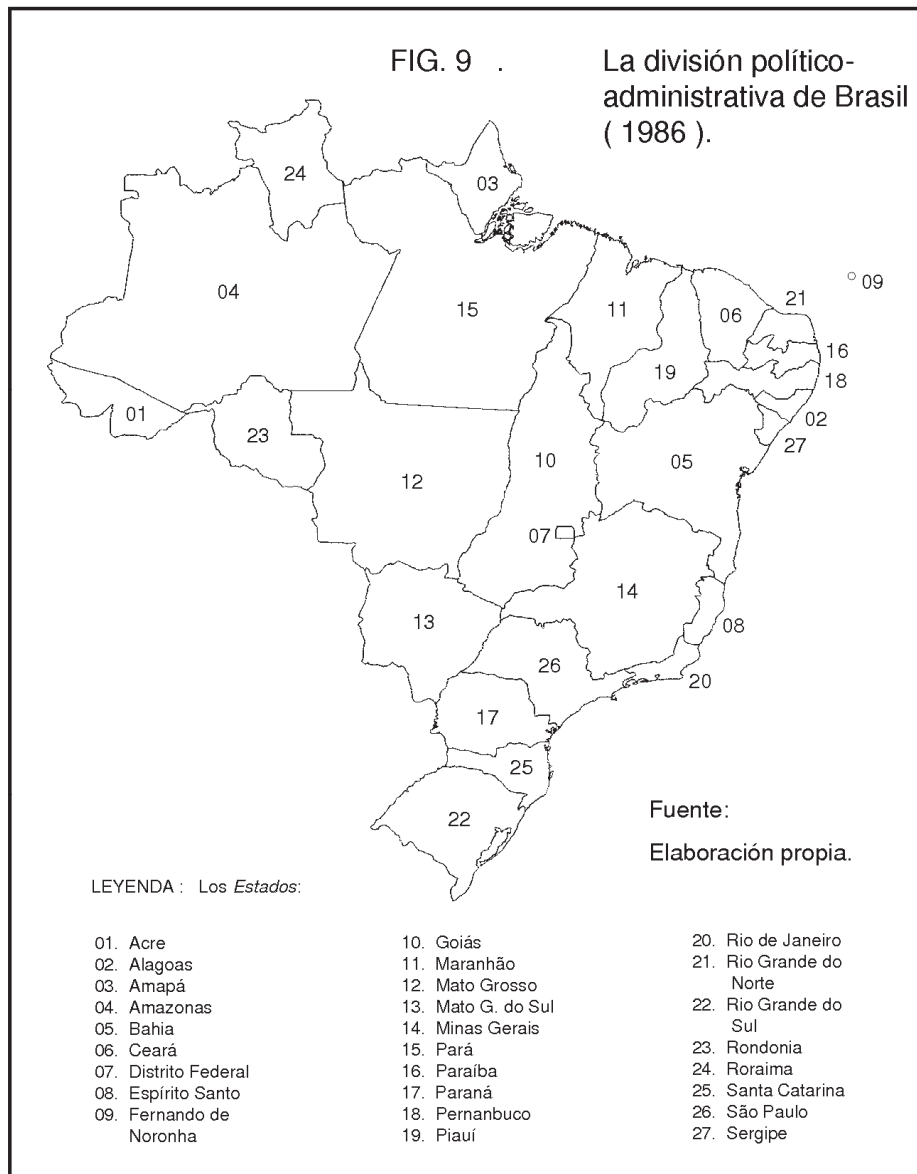 FIG. 9 .
La división político-
administrativa de Brasil
( 1986 ).
24
03
04
15
11
06
21
09
16
19
18
01
23
02
27
12
10
05
07
14
13
08
26
20
17
25
22
Fuente:
Elaboración propia.
LEYENDA : Los Estados:
01. Acre
02. Alagoas
03. Amapá
04. Amazonas
05. Bahia
06. Ceará
07. Distrito Federal
08. Espírito Santo
09. Fernando de
Noronha
10. Goiás
11. Maranhão
12. Mato Grosso
13. Mato G. do Sul
14. Minas Gerais
15. Pará
16. Paraíba
17. Paraná
18. Pernanbuco
19. Piauí
20. Rio de Janeiro
21. Rio Grande do
Norte
22. Rio Grande do
Sul
23. Rondonia
24. Roraima
25. Santa Catarina
26. São Paulo
27. Sergipe